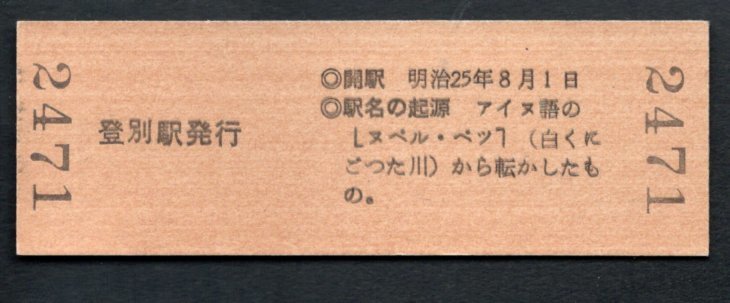 2471
登別駅発行
◎開駅 明治25年8月1日
◎駅名の起源 アイヌ語の
「ヌペル・ペツ」(白くに
ごつた川)から転かしたも
の。
2471